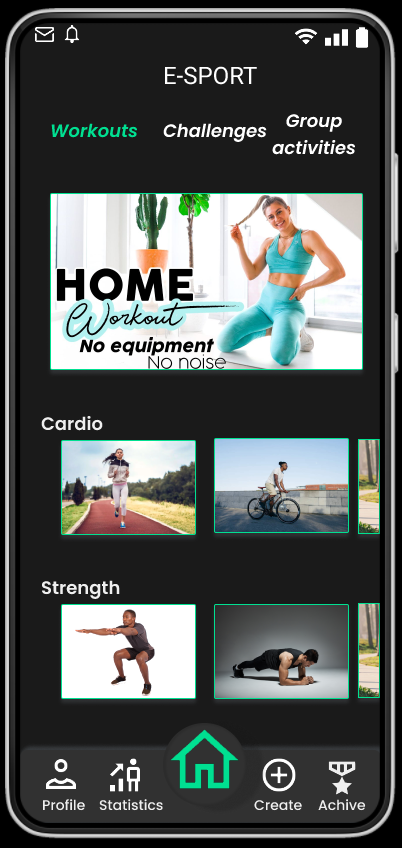 E-SPORT
Workouts
Challenges
Group
activities
HOME
Workout
No equipment
No noise
Cardio
Strength
Profile
Statistics
Create
Achive